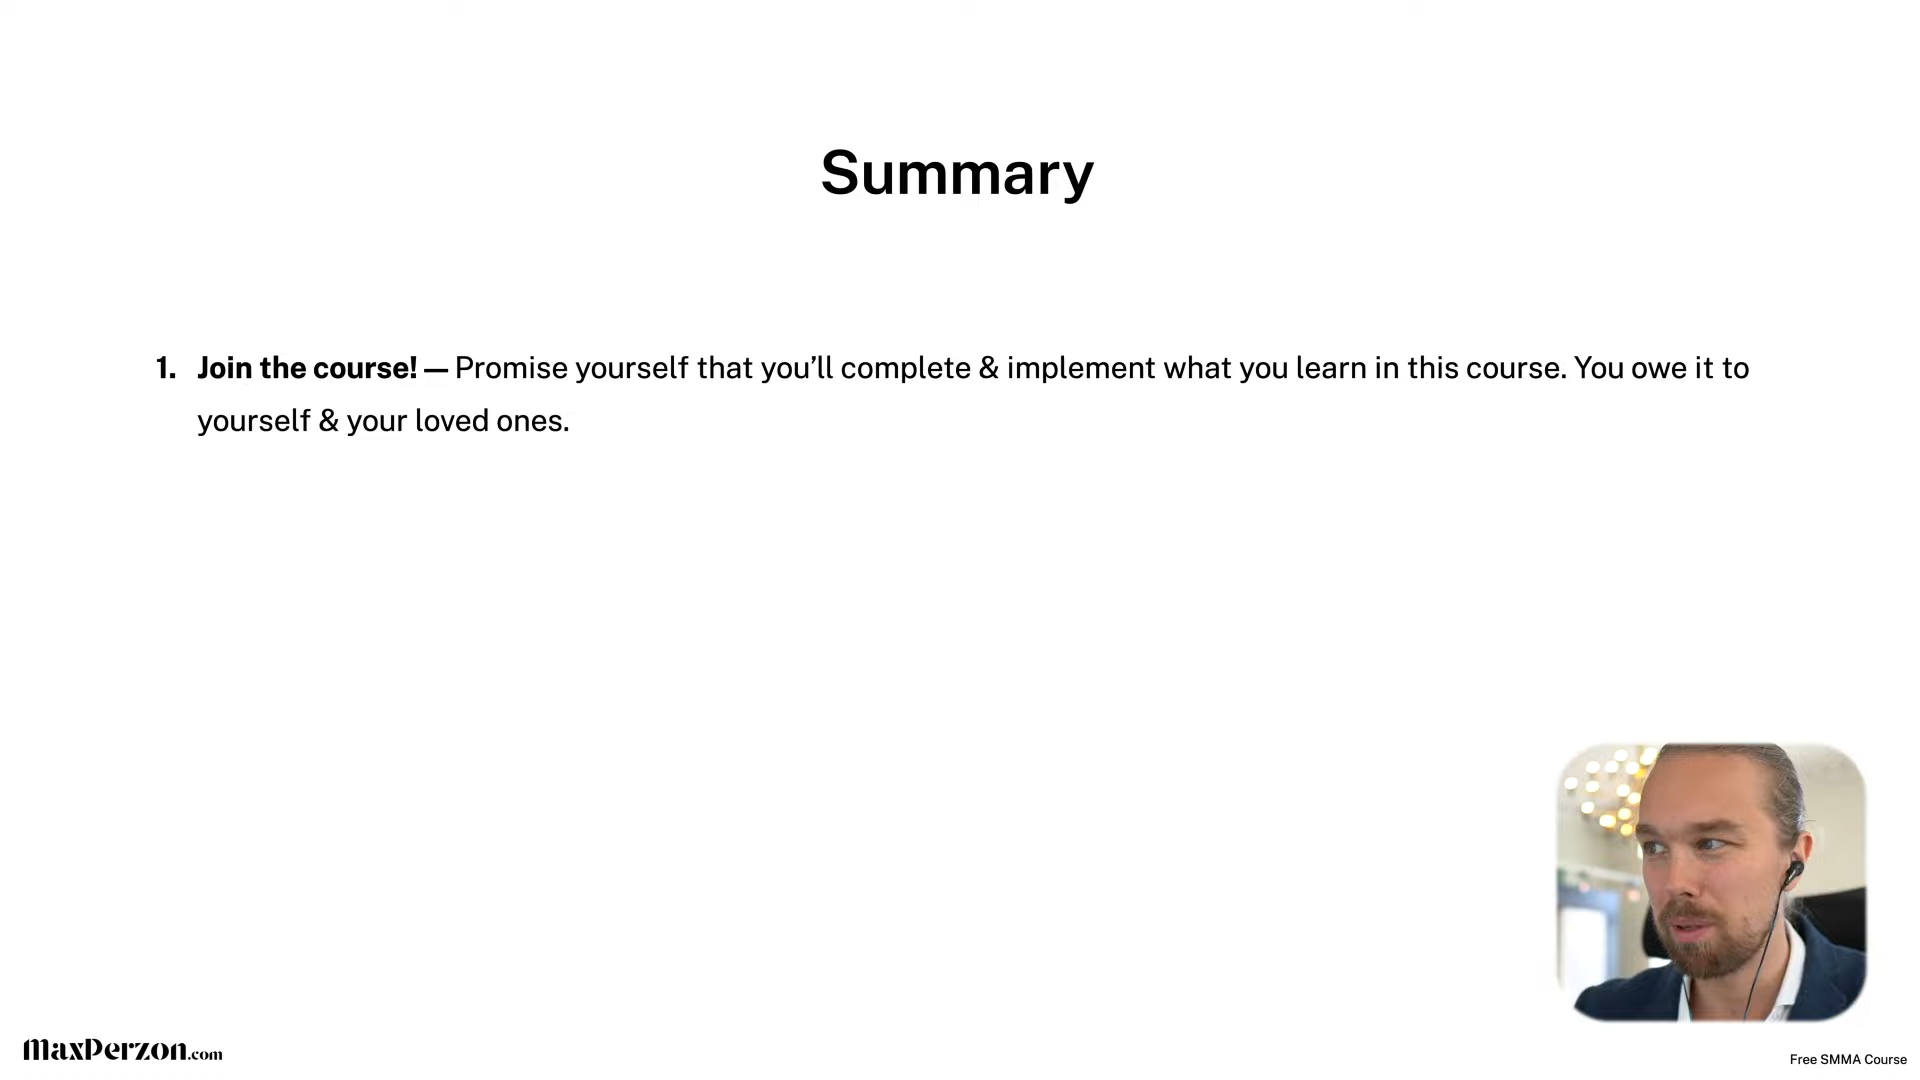 Summary
1. Join the course! — Promise yourself that you’ll complete & implement what you learn in this course. You owe it to
yourself & your loved ones.
MaxPerzon.com
Free SMMA Course